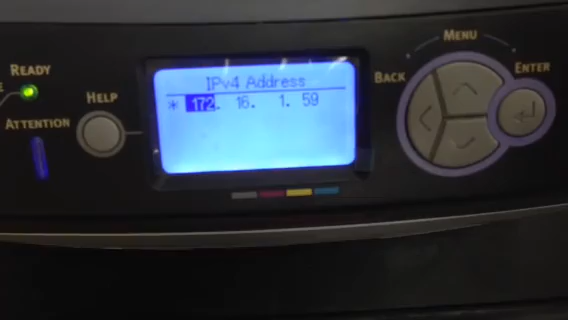 MENU
READY
ENTER
BACK
HELP
ATTENTION
IPv4 Address
* 172. 16. 1. 59